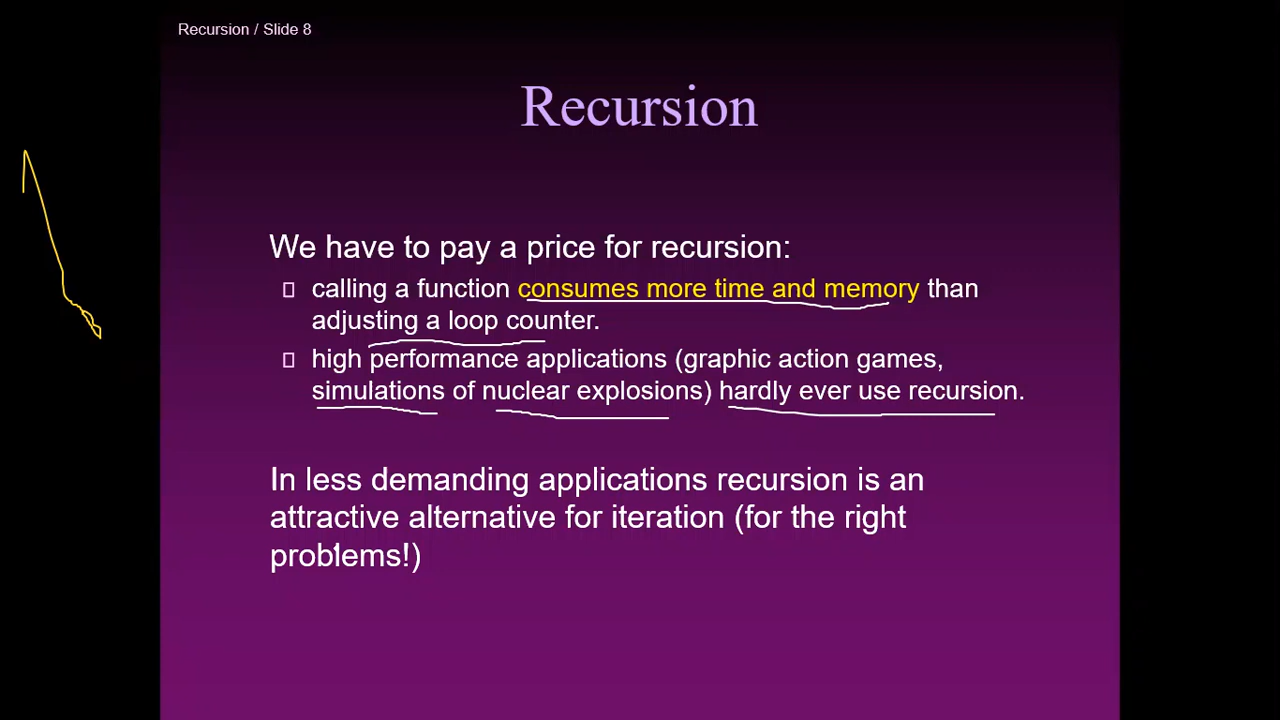 Recursion / Slide 8
Recursion
We have to pay a price for recursion:
calling a function consumes more time and memory than
adjusting a loop counter.
high performance applications (graphic action games,
simulations of nuclear explosions) hardly ever use recursion.
In less demanding applications recursion is an
attractive alternative for iteration (for the right
problems!)